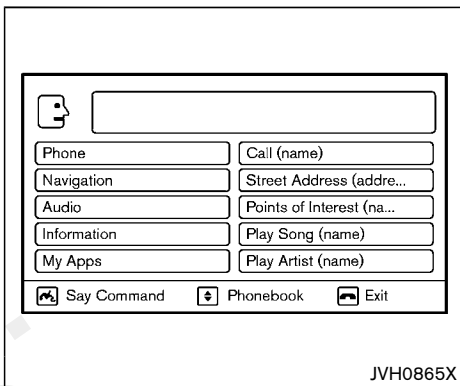 Phone Call (name)
Navigation Street Address (addre...
Audio Points of Interest (na...
Information Play Song (name)
My Apps Play Artist (name)
Say Command Phonebook Exit
JVH0865X